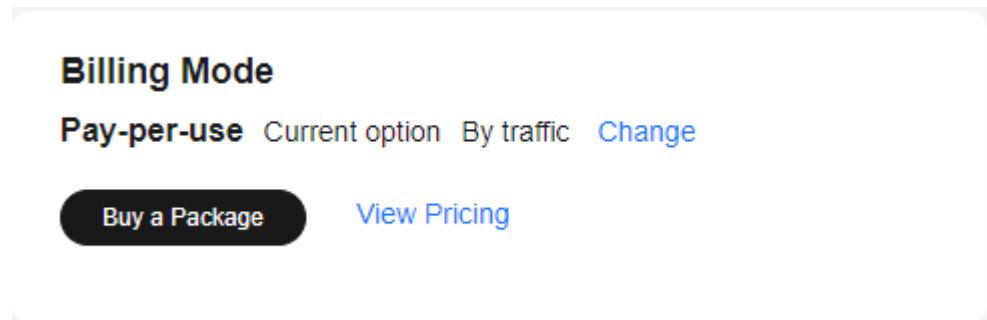 Billing Mode
Pay-per-use Current option By traffic Change
Buy a Package View Pricing